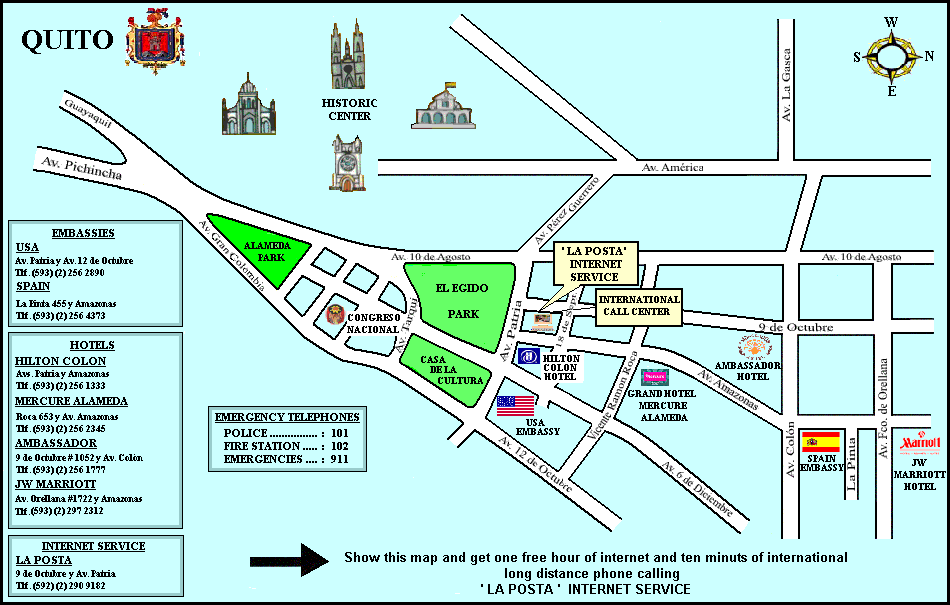 QUITO
W
S
N
E
HISTORIC
CENTER
Guayaquil
Av. Pichincha
Av. La Gasca
Av. América
Av. Pérez Guerrero
Av. Gran Colombia
ALAMEDA
PARK
Av. 10 de Agosto
Av. 10 de Agosto
"LA POSTA"
INTERNET
SERVICE
INTERNATIONAL
CALL CENTER
EL EGIDO
PARK
CONGRESO
NACIONAL
Av. Tarqui
Av. Patria
18 de Sept.
9 de Octubre
CASA
DE LA
CULTURA
HILTON
COLON
HOTEL
AMBASSADOR
HOTEL
Mercure
GRAND HOTEL
MERCURE
ALAMEDA
Av. Amazonas
Vicente Ramon Roca
USA
EMBASSY
Av. 12 de Octubre
Av. 6 de Diciembre
Av. Colón
SPAIN
EMBASSY
La Pinta
Av. Fco. de Orellana
Marriott
JW
MARRIOTT
HOTEL
EMBASSIES
USA
Av. Patria y Av. 12 de Octubre
Tlf. (593) (2) 256 2890
SPAIN
La Pinta 455 y Amazonas
Tlf. (593) (2) 256 4373
HOTELS
HILTON COLON
Avs. Patria y Amazonas
Tlf. (593) (2) 256 1333
MERCURE ALAMEDA
Roca 653 y Av. Amazonas
Tlf. (593) (2) 256 2345
AMBASSADOR
9 de Octubre # 1052 y Av. Colón
Tlf. (593) (2) 256 1777
JW MARRIOTT
Av. Orellana #1722 y Amazonas
Tlf .(593) (2) 297 2312
INTERNET SERVICE
LA POSTA
9 de Octubre y Av. Patria
Tlf. (592) (2) 290 9182
EMERGENCY TELEPHONES
POLICE ................ : 101
FIRE STATION ..... : 102
EMERGENCIES .... : 911
Show this map and get one free hour of internet and ten minuts of international
long distance phone calling
' LA POSTA ' INTERNET SERVICE